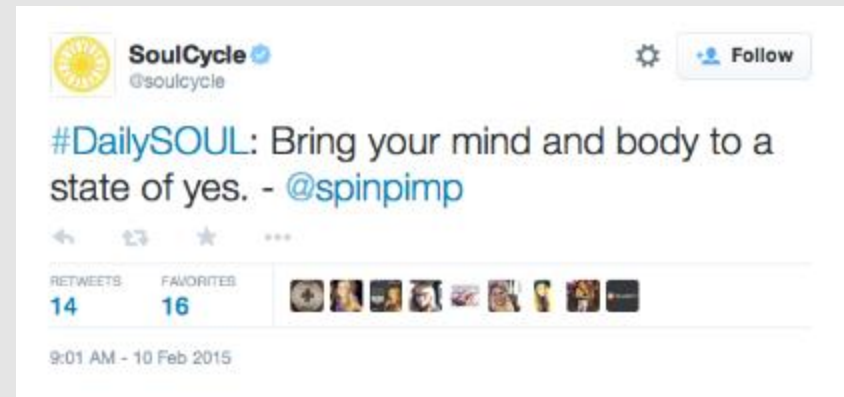 SoulCycle
@soulcycle
Follow
#DailySOUL: Bring your mind and body to a
state of yes. - @spinpimp
RETWEETS FAVORITES
14 16
9:01 AM - 10 Feb 2015